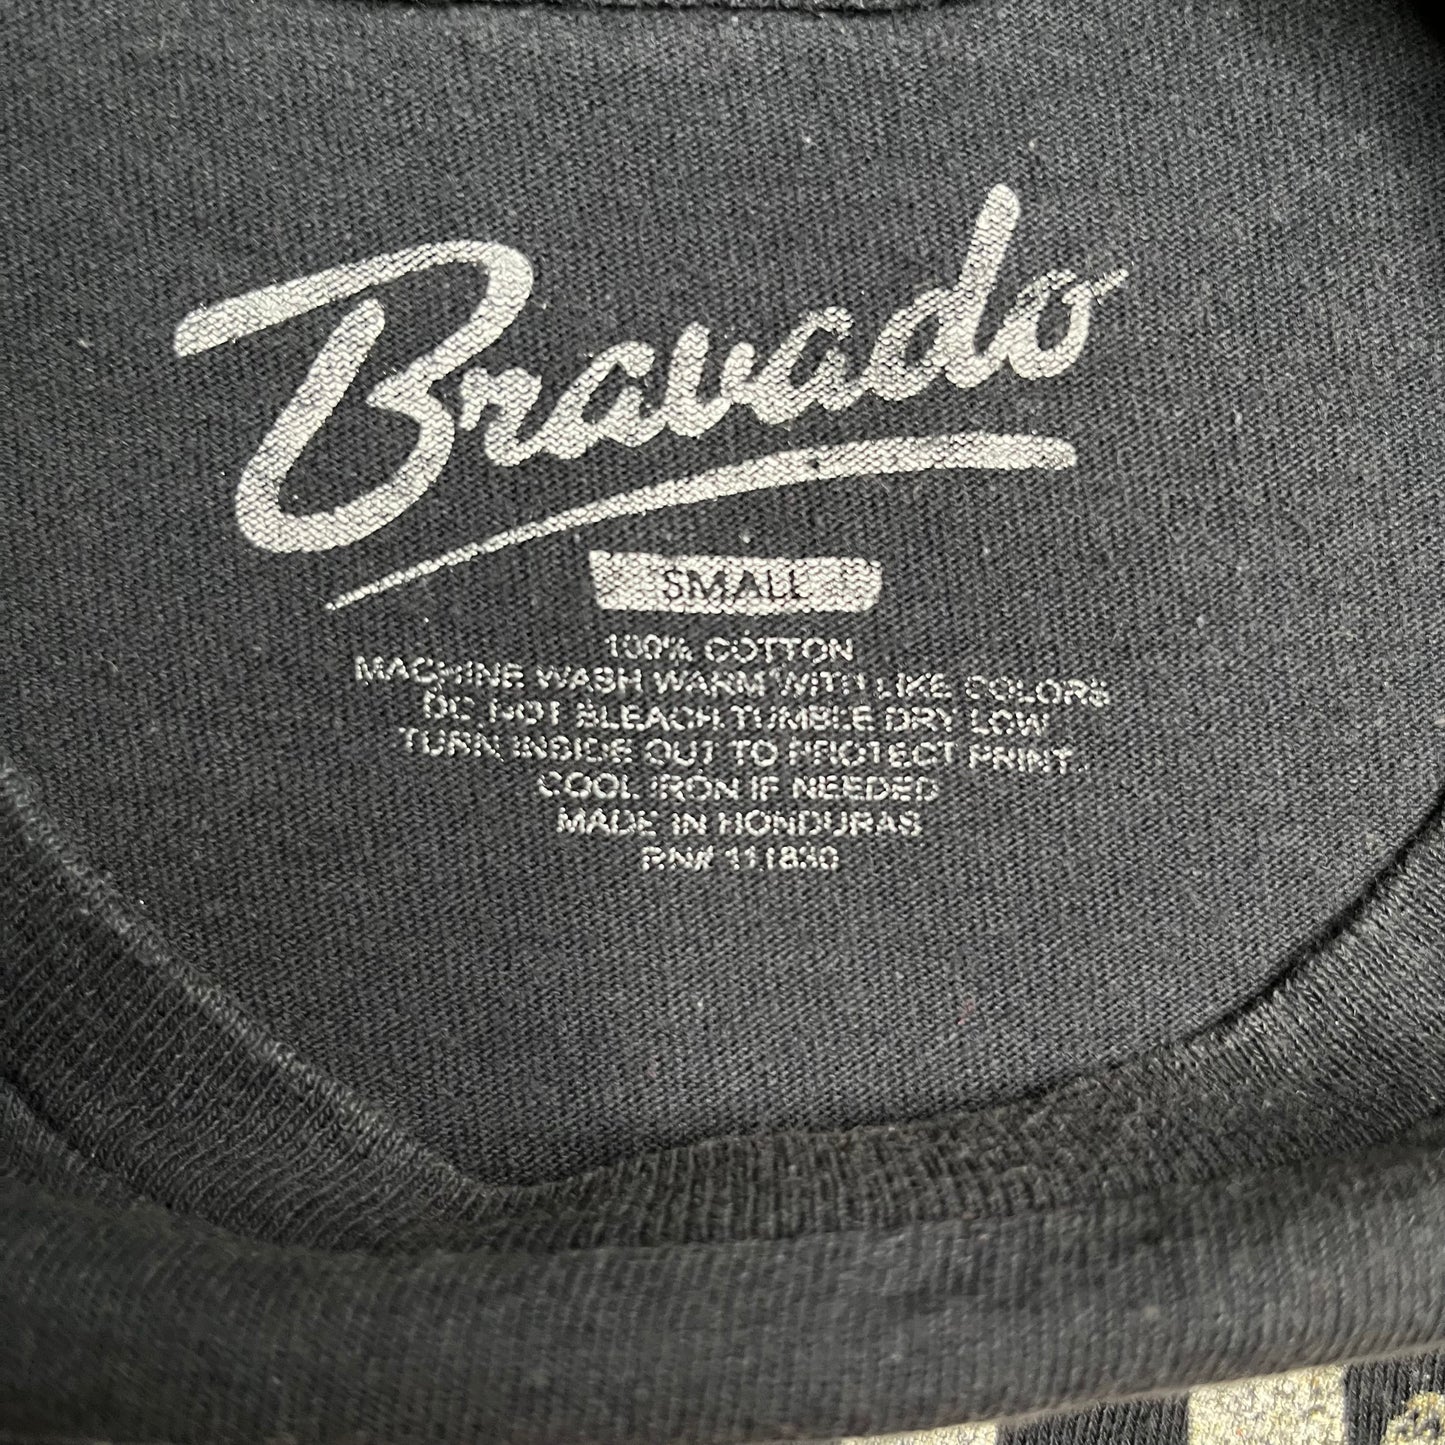 Bravado
SMALL
100% COTTON
MACHINE WASH WARM WITH LIKE COLORS
DO NOT BLEACH.TUMBLE DRY LOW
TURN INSIDE OUT TO PROTECT PRINT.
COOL IRON IF NEEDED
MADE IN HONDURAS
RN# 111830